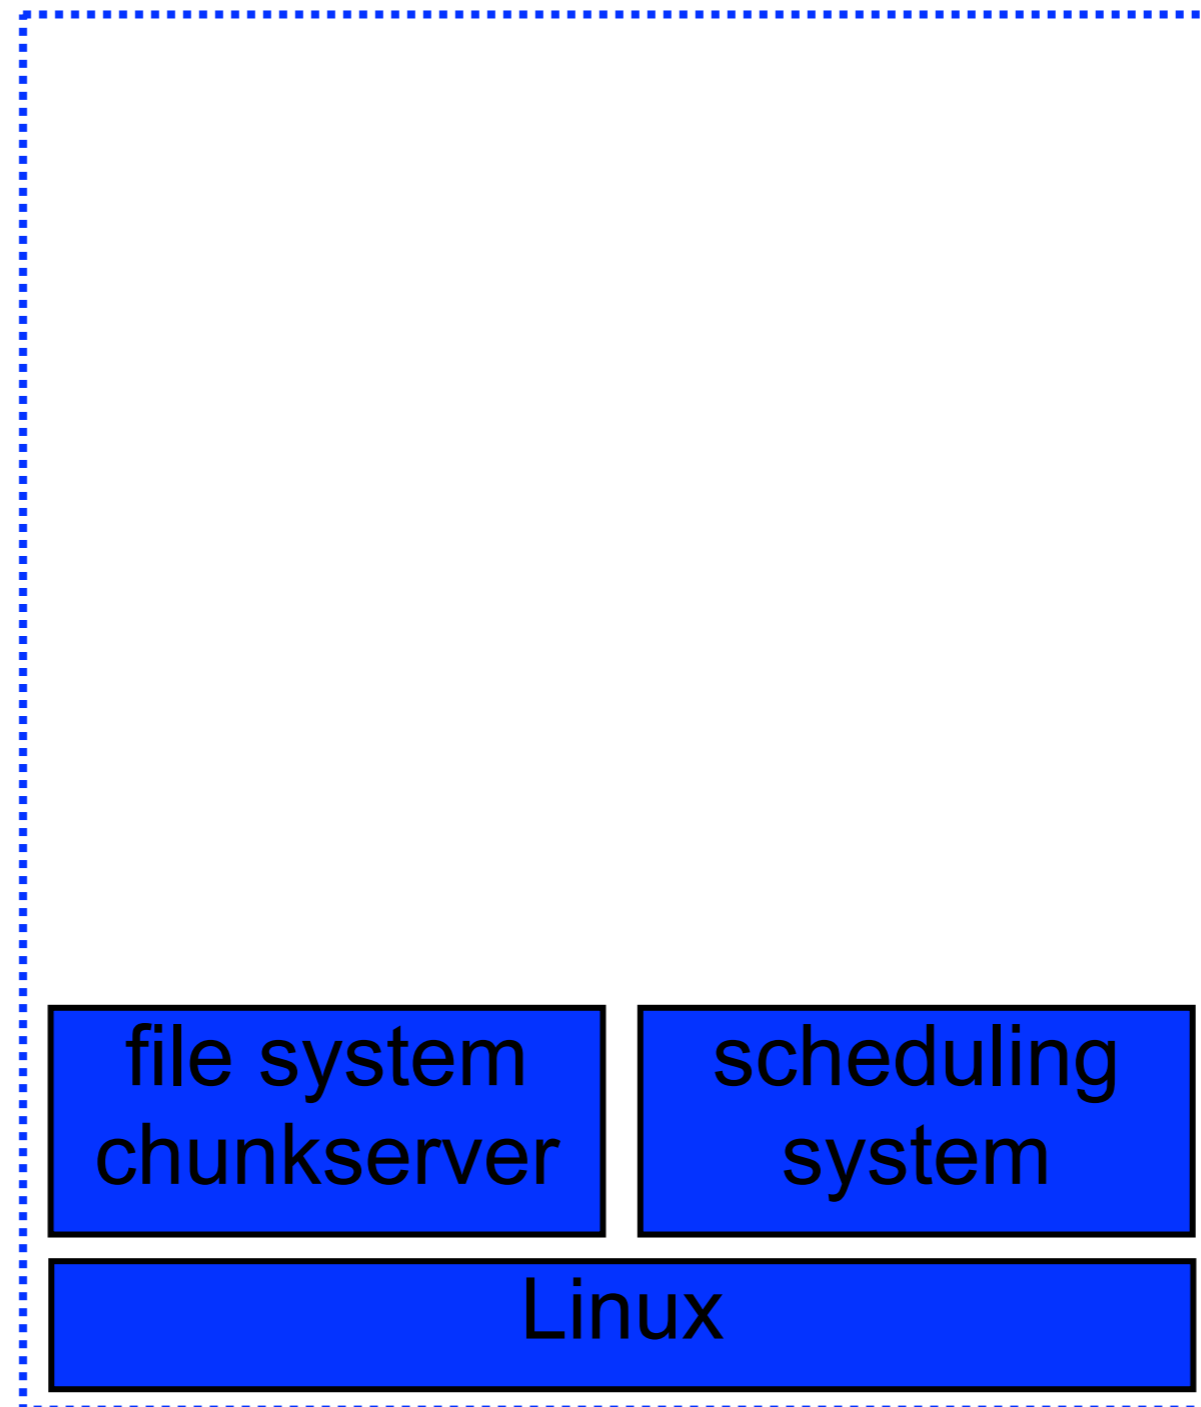 file system
chunkserver
scheduling
system
Linux